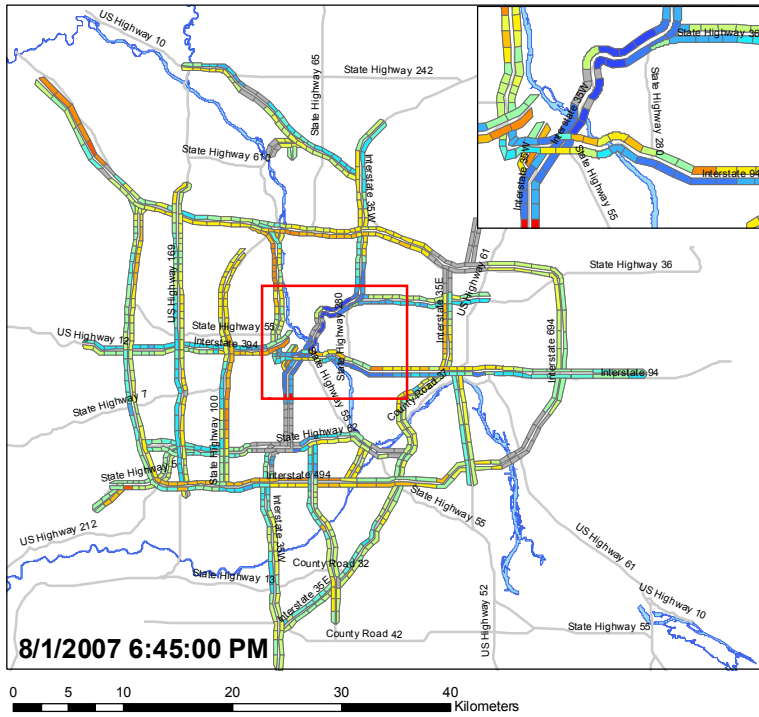 US Highway 10
State Highway 65
State Highway 242
State Highway 610
Interstate 35W
US Highway 169
US Highway 61
State Highway 36
Interstate 35E
State Highway 280
State Highway 55
US Highway 12
Interstate 394
Interstate 694
Interstate 94
State Highway 7
State Highway 100
State Highway 55
County Road 37
State Highway 62
State Highway 5
Interstate 494
State Highway 55
US Highway 212
Interstate 35W
State Highway 13
County Road 32
Interstate 35E
US Highway 61
US Highway 52
US Highway 10
State Highway 55
County Road 42
State Highway 36
Interstate 35W
State Highway 280
Interstate 35W
State Highway 55
Interstate 94
8/1/2007 6:45:00 PM
0 5 10 20 30 40
Kilometers